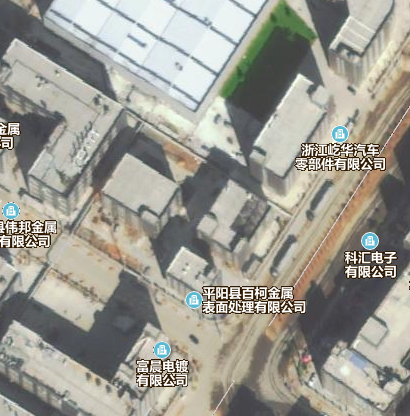 浙江屹华汽车
零部件有限公司
金属
司
县伟邦金属
有限公司
科汇电子
有限公司
平阳县百柯金属
表面处理有限公司
富晨电镀
有限公司